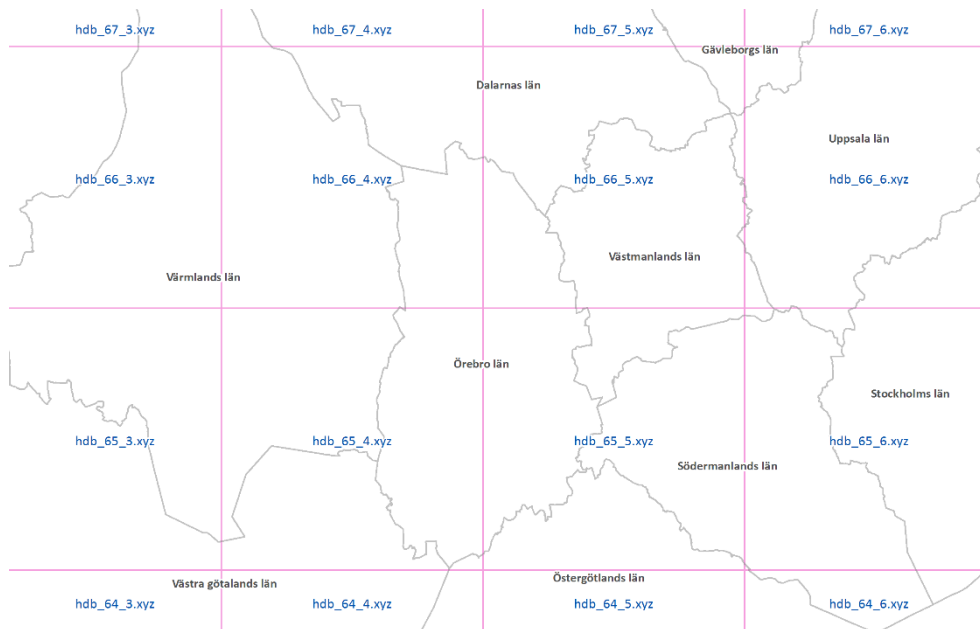 hdb_67_3.xyz
hdb_67_4.xyz
hdb_67_5.xyz
hdb_67_6.xyz
Gävleborgs län
Dalarnas län
Uppsala län
hdb_66_3.xyz
hdb_66_4.xyz
hdb_66_5.xyz
hdb_66_6.xyz
Västmanlands län
Värmlands län
Örebro län
Stockholms län
hdb_65_3.xyz
hdb_65_4.xyz
hdb_65_5.xyz
hdb_65_6.xyz
Södermanlands län
Östergötlands län
Västra götalands län
hdb_64_3.xyz
hdb_64_4.xyz
hdb_64_5.xyz
hdb_64_6.xyz